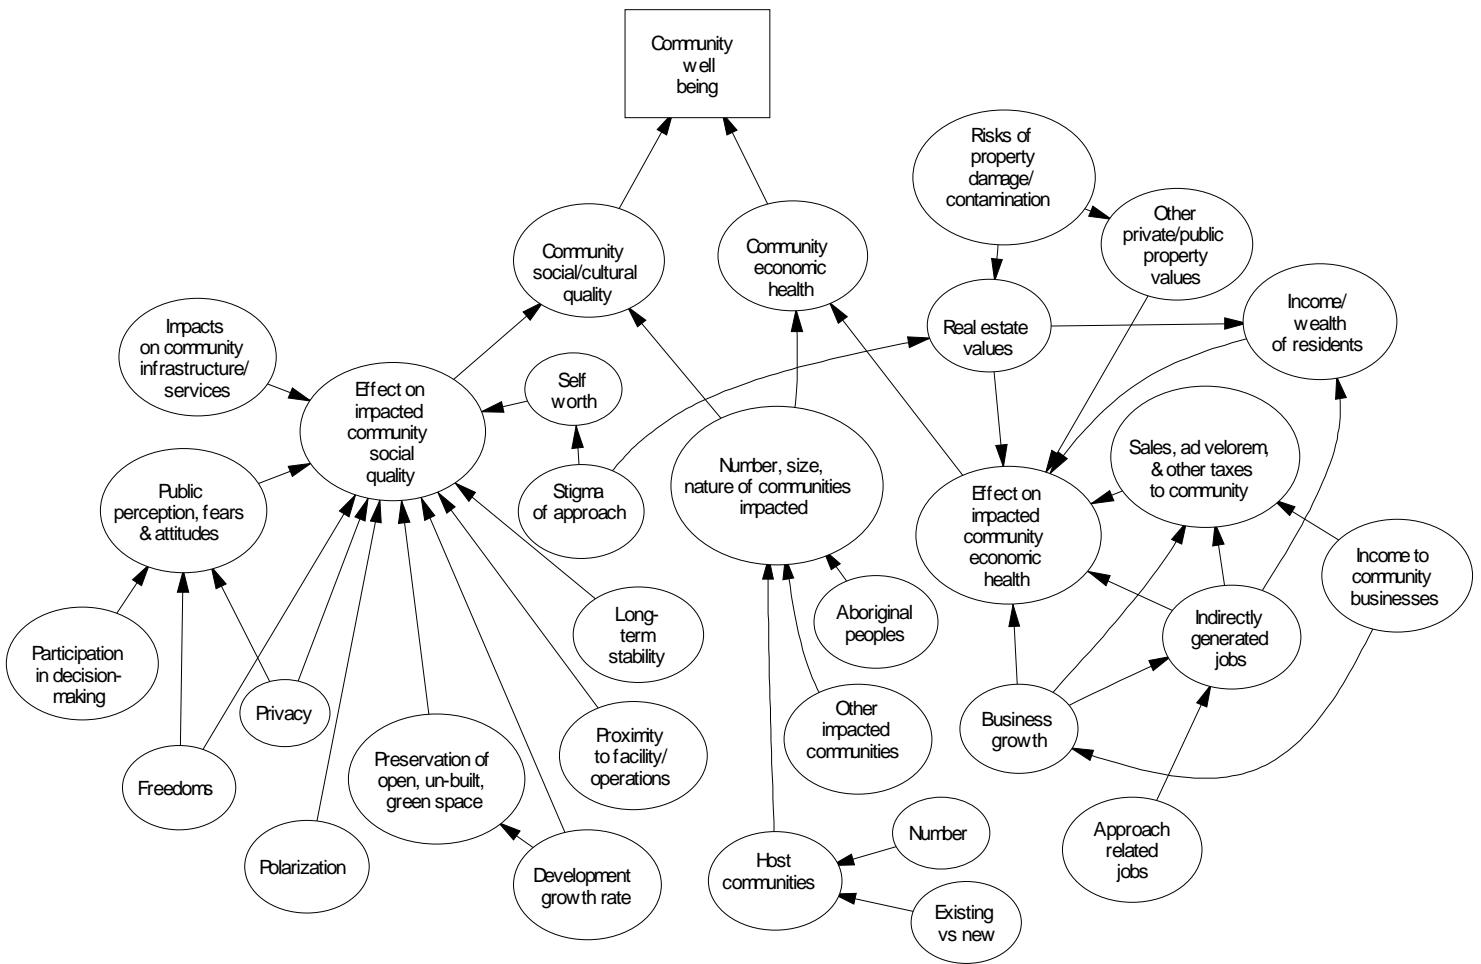 Community
well
being
Risks of
property
damage/
contamination
Other
private/public
property
values
Community
social/cultural
quality
Community
economic
health
Impacts
on community
infrastructure/
services
Real estate
values
Income/
wealth
of residents
Effect on
impacted
community
social
quality
Self
worth
Public
perception, fears
& attitudes
Stigma
of approach
Number, size,
nature of communities
impacted
Sales, ad velorem,
& other taxes
to community
Effect on
impacted
community
economic
health
Income to
community
businesses
Long-
term
stability
Aboriginal
peoples
Indirectly
generated
jobs
Participation
in decision-
making
Privacy
Freedoms
Preservation of
open, un-built,
green space
Proximity
to facility/
operations
Other
impacted
communities
Business
growth
Polarization
Development
growth rate
Host
communities
Number
Existing
vs new
Approach
related
jobs